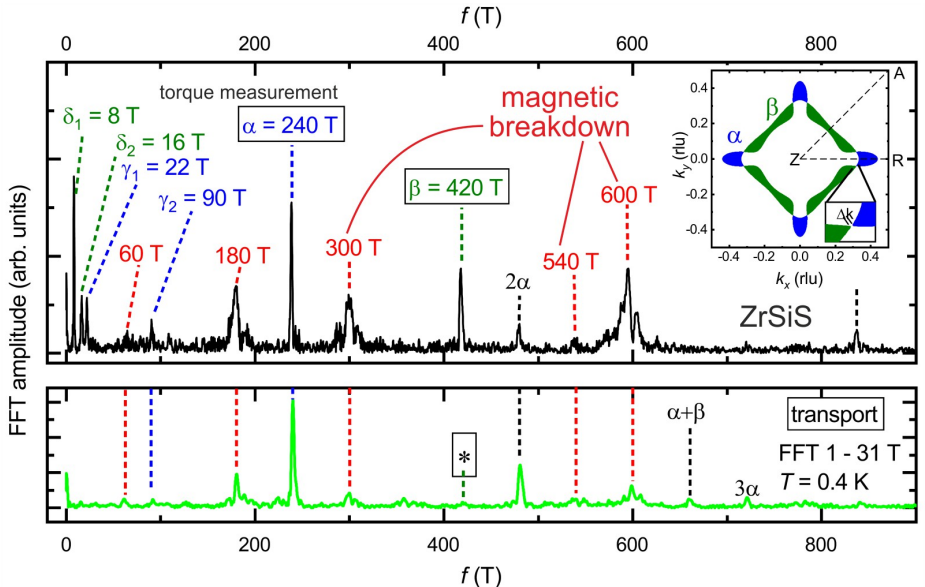 f (T)
0 200 400 600 800
FFT amplitude (arb. units)
torque measurement
δ₁ = 8 T
δ₂ = 16 T
γ₁ = 22 T
γ₂ = 90 T
60 T
180 T
α = 240 T
300 T
magnetic
breakdown
β = 420 T
2α
540 T
600 T
ZrSiS
A
0.4
0.2
0.0
-0.2
-0.4
k_y (rlu)
β
α
Z
R
Δk
-0.4 -0.2 0.0 0.2 0.4
k_x (rlu)
*
α+β
3α
transport
FFT 1 - 31 T
T = 0.4 K
0 200 400 600 800
f (T)